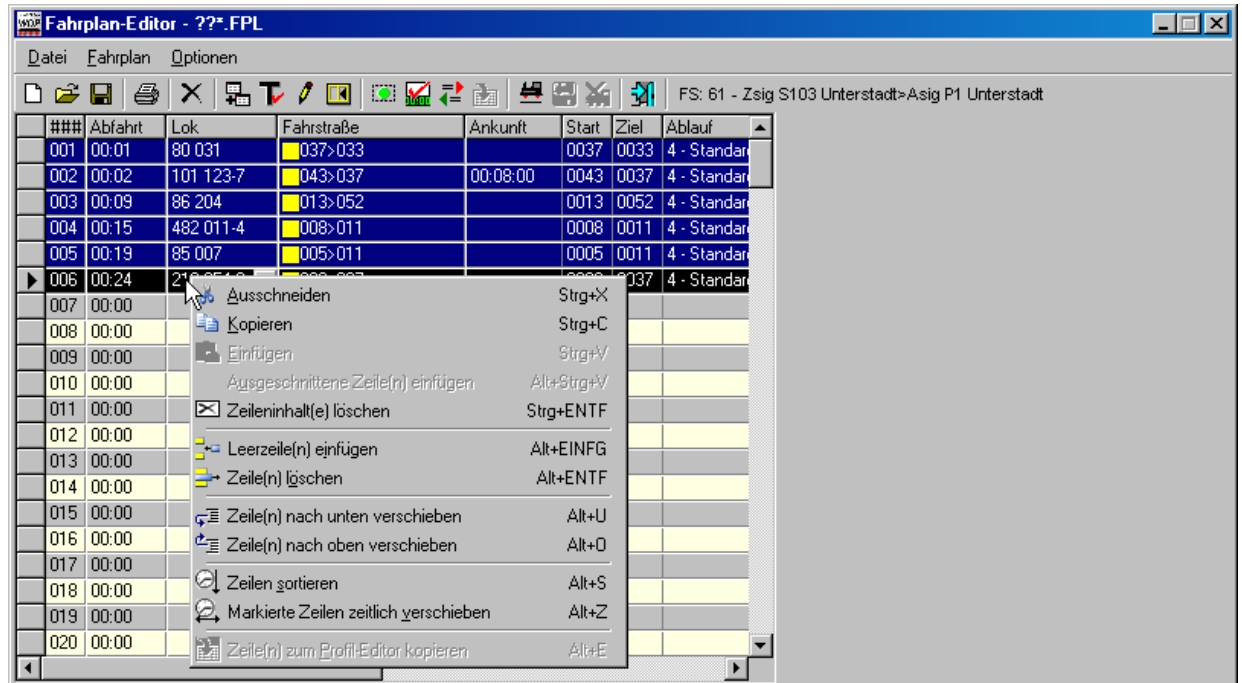 Fahrplan-Editor - ??*.FPL
Datei Fahrplan Optionen
FS: 61 - Zsig S103 Unterstadt>Asig P1 Unterstadt
### Abfahrt Lok Fahrstraße Ankunft Start Ziel Ablauf
001 00:01 80 031 037>033 0037 0033 4 - Standar
002 00:02 101 123-7 043>037 00:08:00 0043 0037 4 - Standar
003 00:09 86 204 013>052 0013 0052 4 - Standar
004 00:15 482 011-4 008>011 0008 0011 4 - Standar
005 00:19 85 007 005>011 0005 0011 4 - Standar
006 00:24 0037 4 - Standar
007 00:00
008 00:00
009 00:00
010 00:00
011 00:00
012 00:00
013 00:00
014 00:00
015 00:00
016 00:00
017 00:00
018 00:00
019 00:00
020 00:00
Ausschneiden Strg+X
Kopieren Strg+C
Einfügen Strg+V
Ausgeschnittene Zeile(n) einfügen Alt+Strg+V
Zeileninhalt(e) löschen Strg+ENTF
Leerzeile(n) einfügen Alt+EINFG
Zeile(n) löschen Alt+ENTF
Zeile(n) nach unten verschieben Alt+U
Zeile(n) nach oben verschieben Alt+O
Zeilen sortieren Alt+S
Markierte Zeilen zeitlich verschieben Alt+Z
Zeile(n) zum Profil-Editor kopieren Alt+E